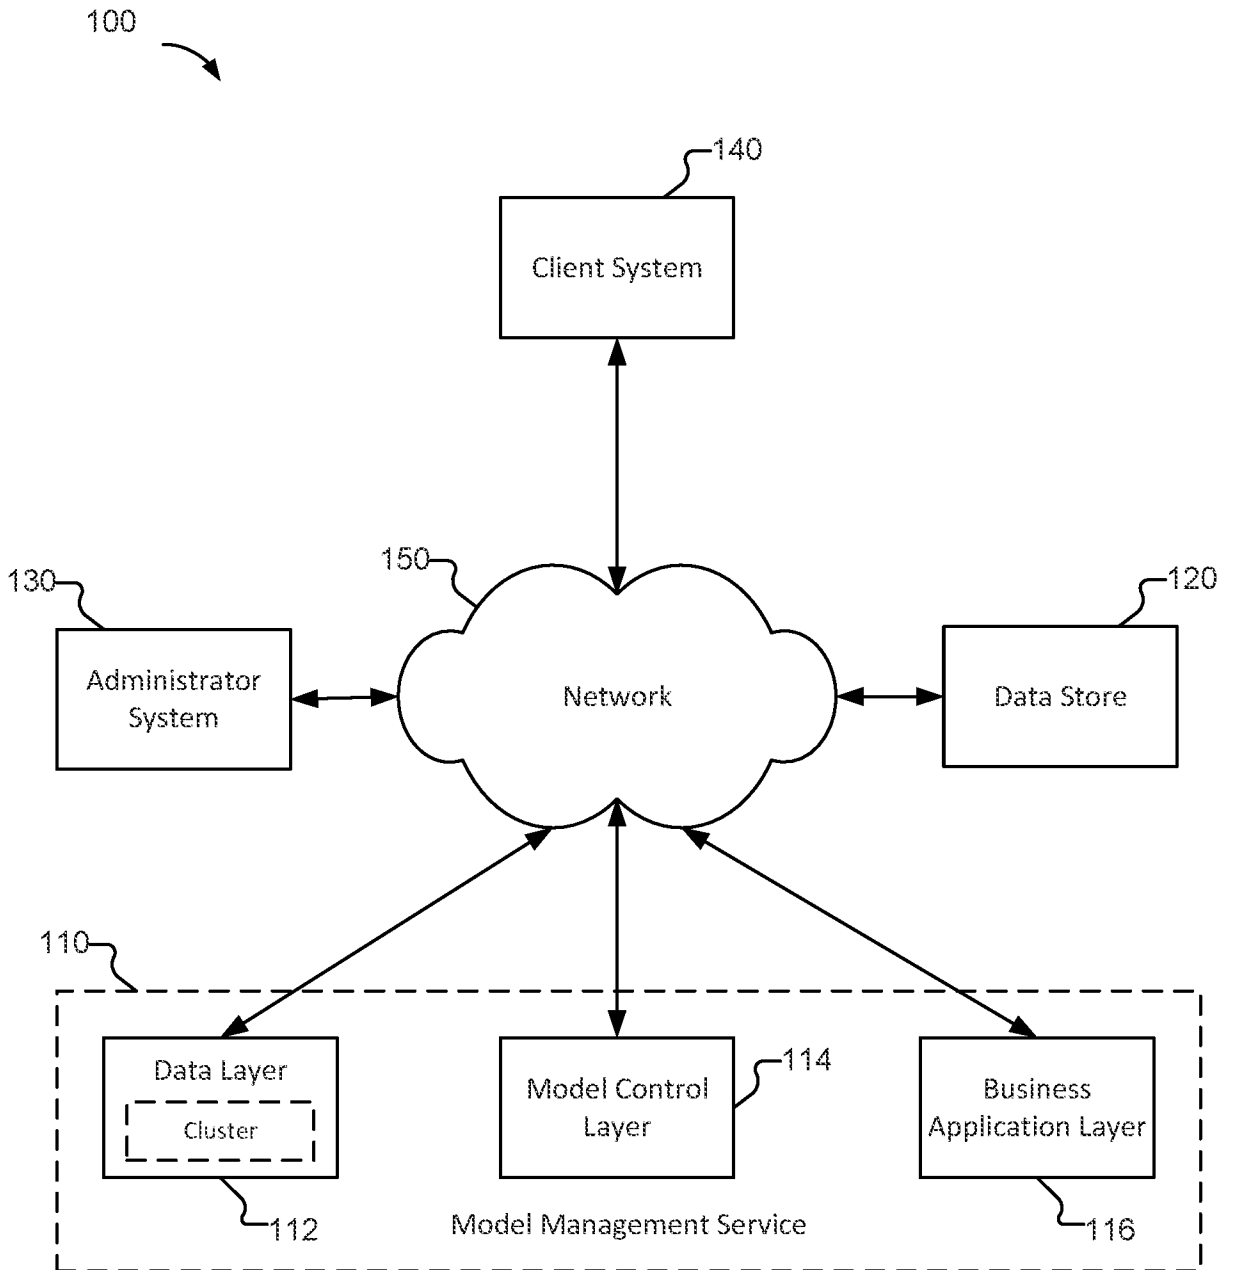 100
140
Client System
150
130
120
Administrator
System
Network
Data Store
110
Data Layer
Cluster
Model Control
Layer
114
Business
Application Layer
112
Model Management Service
116